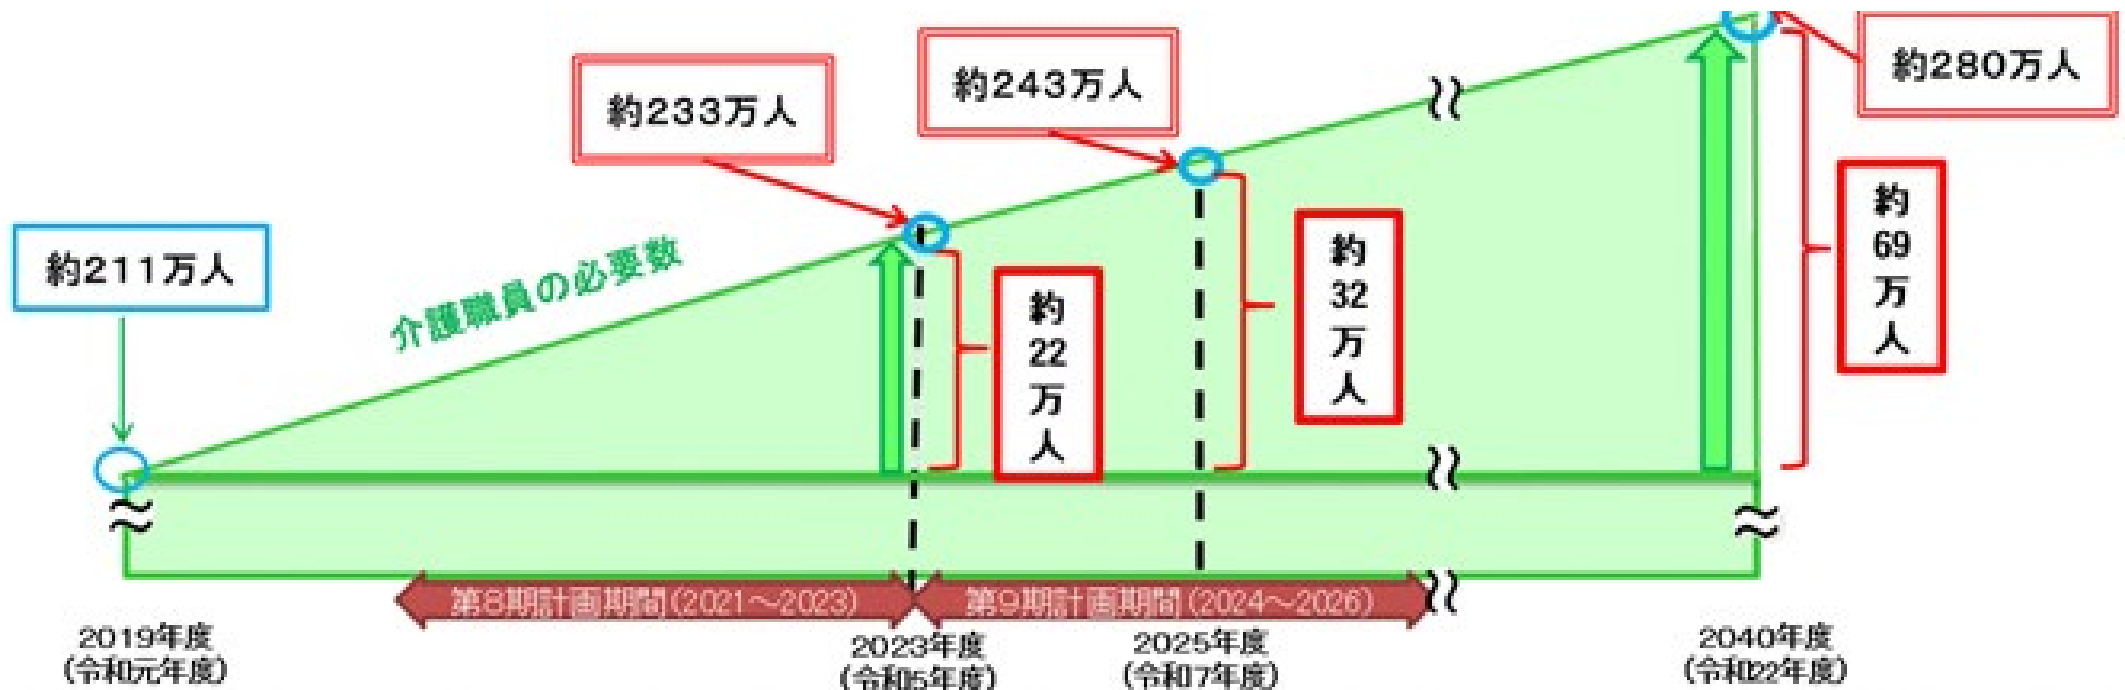 約280万人
約243万人
約233万人
約211万人
介護職員の必要数
約
22
万
人
約
32
万
人
約
69
万
人
第8期計画期間(2021～2023)
第9期計画期間(2024～2026)
2019年度
(令和元年度)
2023年度
(令和5年度)
2025年度
(令和7年度)
2040年度
(令和22年度)